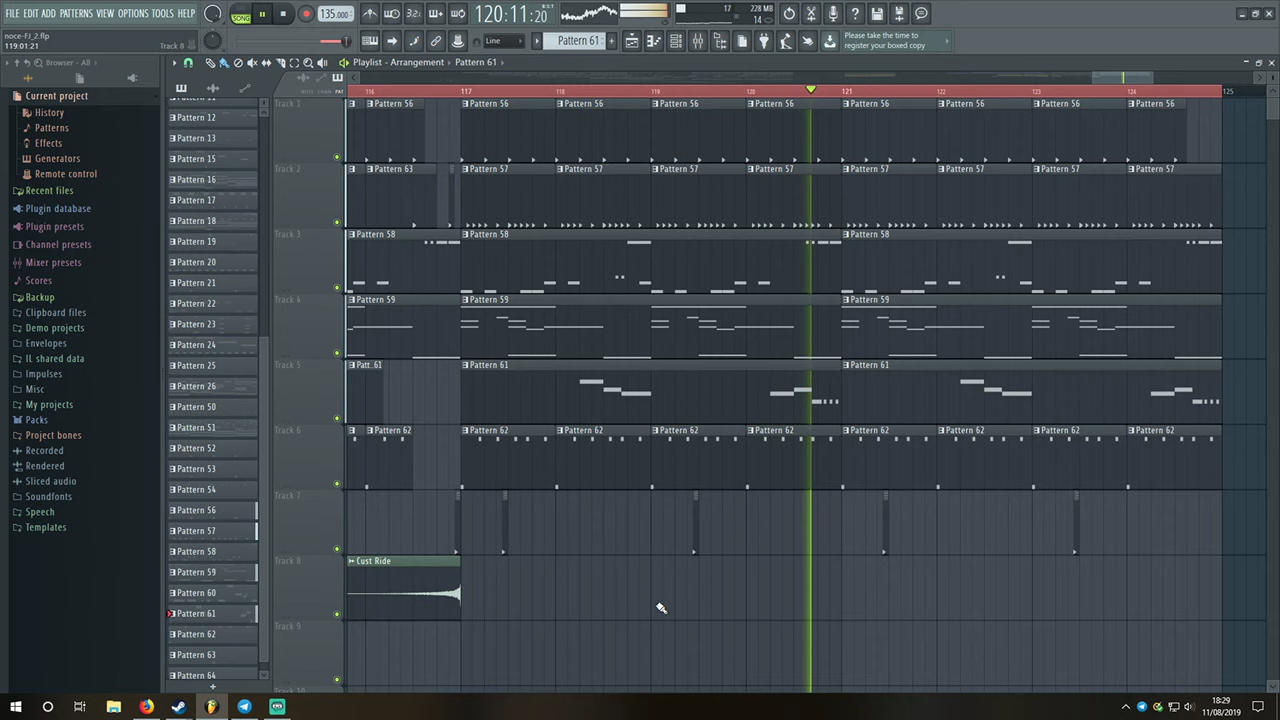 FILE EDIT ADD PATTERNS VIEW OPTIONS TOOLS HELP
SONG
135.000
120:11:20
17
228 MB
14
noce-FJ_2.flp
119:01:21
Track 8
Line
Pattern 61
Please take the time to
register your boxed copy
Browser - All
Playlist - Arrangement
Pattern 61
Current project
History
Patterns
Effects
Generators
Remote control
Recent files
Plugin database
Plugin presets
Channel presets
Mixer presets
Scores
Backup
Clipboard files
Demo projects
Envelopes
IL shared data
Impulses
Misc
My projects
Packs
Project bones
Recorded
Rendered
Sliced audio
Soundfonts
Speech
Templates
Pattern 12
Pattern 13
Pattern 15
Pattern 16
Pattern 17
Pattern 18
Pattern 19
Pattern 20
Pattern 21
Pattern 22
Pattern 23
Pattern 24
Pattern 25
Pattern 26
Pattern 50
Pattern 51
Pattern 52
Pattern 53
Pattern 54
Pattern 56
Pattern 57
Pattern 58
Pattern 59
Pattern 60
Pattern 61
Pattern 62
Pattern 63
Pattern 64
NOTE CHAN PAT
116 117 118 119 120 121 122 123 124 125
Track 1
Pattern 56 Pattern 56 Pattern 56 Pattern 56 Pattern 56 Pattern 56 Pattern 56 Pattern 56 Pattern 56
Track 2
Pattern 63 Pattern 57 Pattern 57 Pattern 57 Pattern 57 Pattern 57 Pattern 57 Pattern 57 Pattern 57
Track 3
Pattern 58 Pattern 58 Pattern 58
Track 4
Pattern 59 Pattern 59 Pattern 59
Track 5
Patt..61 Pattern 61 Pattern 61
Track 6
Pattern 62 Pattern 62 Pattern 62 Pattern 62 Pattern 62 Pattern 62 Pattern 62 Pattern 62 Pattern 62
Track 7
Track 8
Cust Ride
Track 9
18:29
11/08/2019